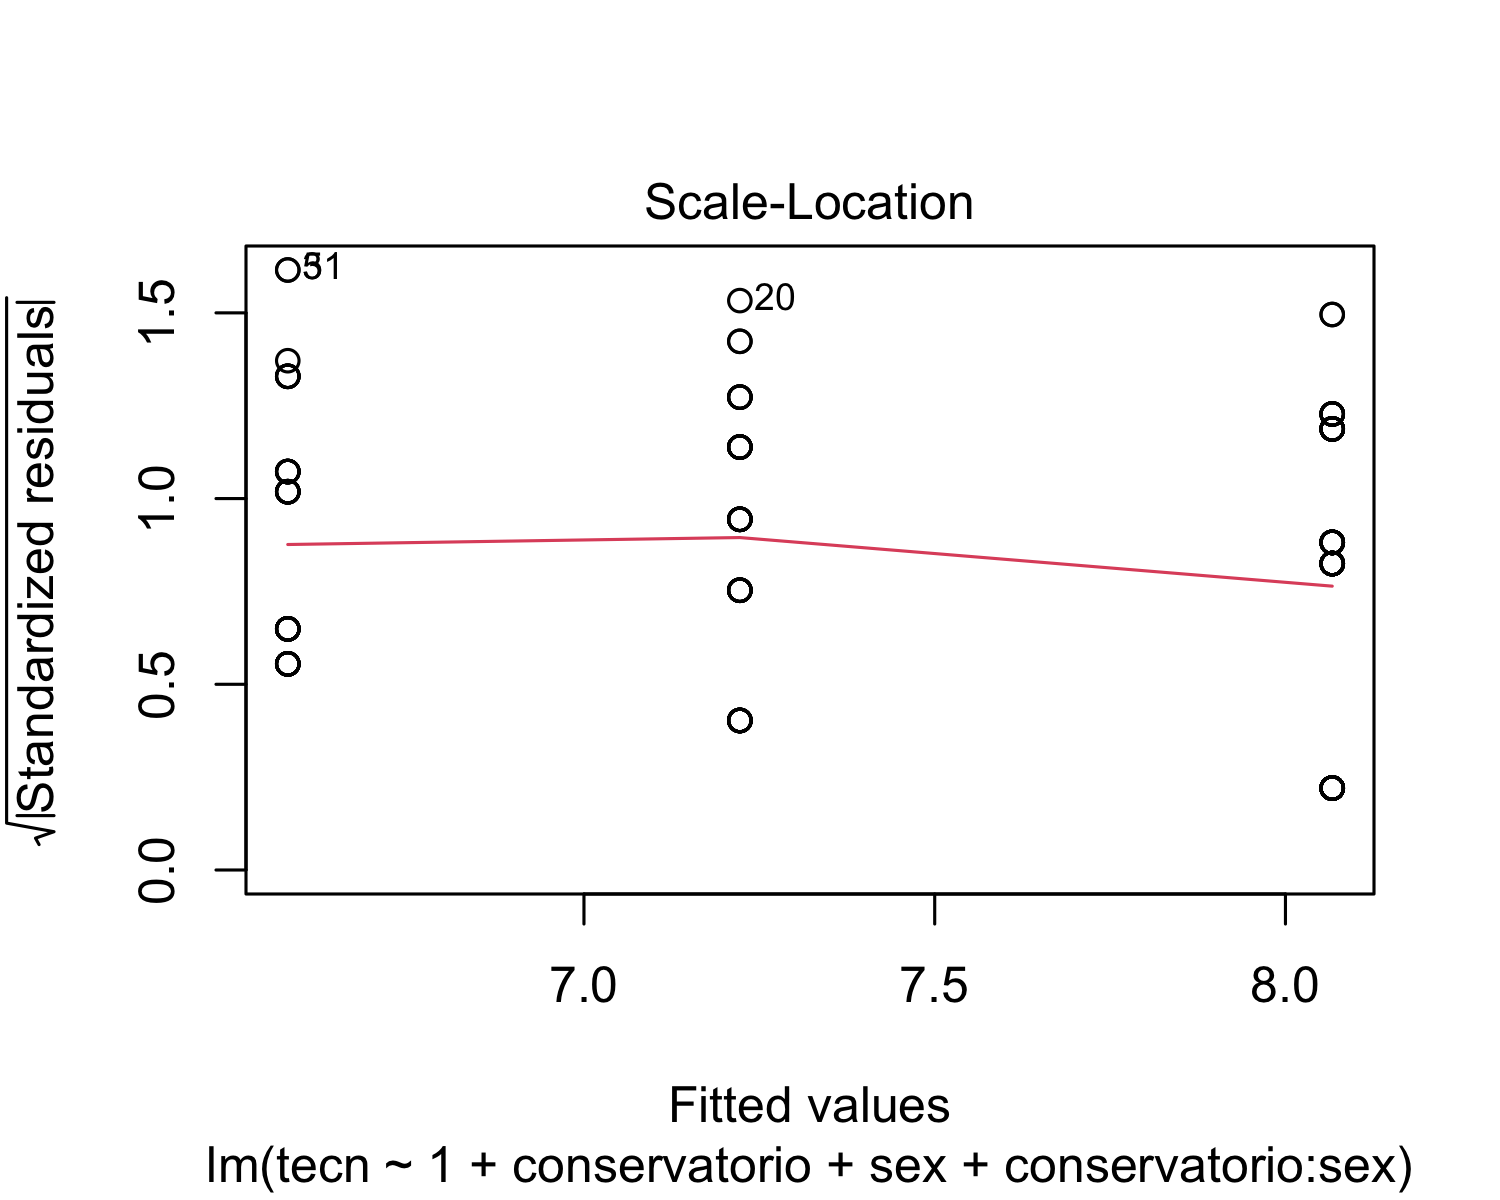 Scale-Location
√|Standardized residuals|
1.5
1.0
0.5
0.0
31
20
7.0 7.5 8.0
Fitted values
lm(tecn ~ 1 + conservatorio + sex + conservatorio:sex)